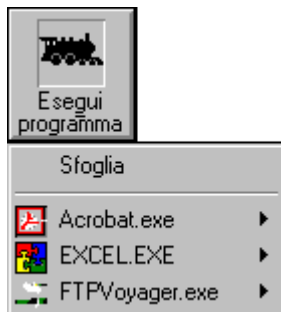 Esegui
programma
Sfoglia
Acrobat.exe
EXCEL.EXE
FTPVoyager.exe